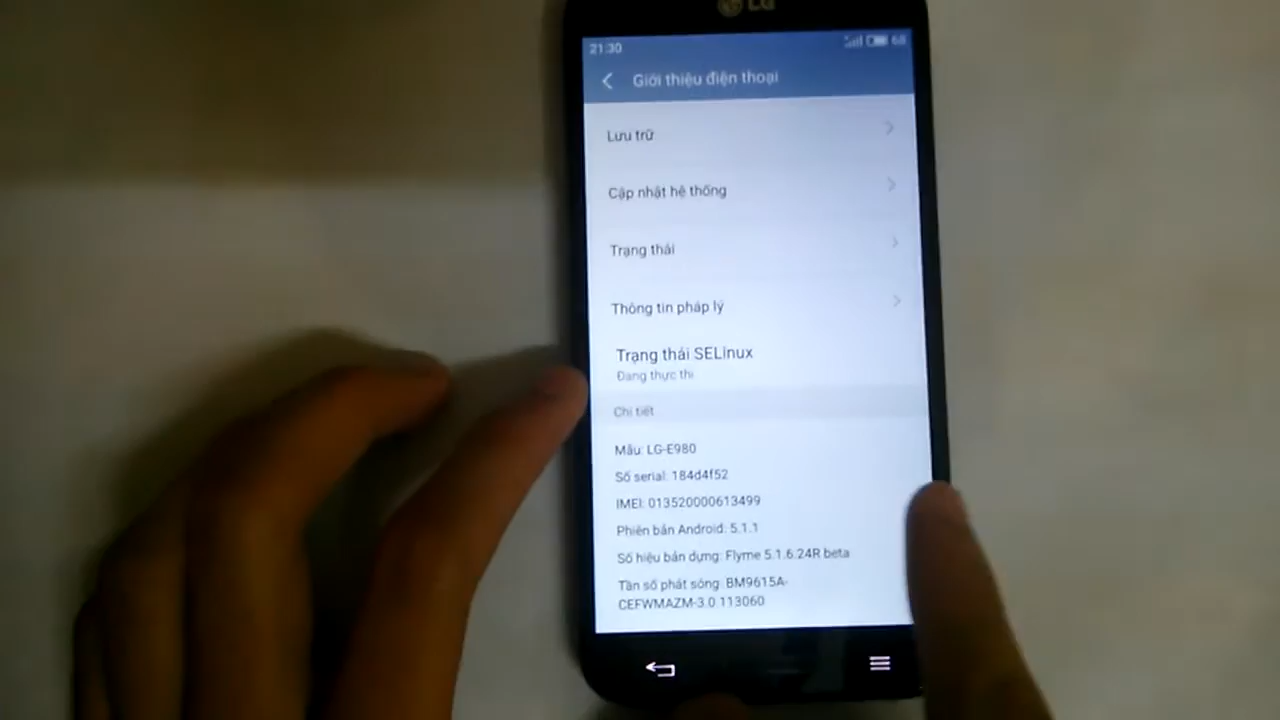 LG
21:30
68
Giới thiệu điện thoại
Lưu trữ
Cập nhật hệ thống
Trạng thái
Thông tin pháp lý
Trạng thái SELinux
Đang thực thi
Chi tiết
Mẫu: LG-E980
Số serial: 184d4f52
IMEI: 013520000613499
Phiên bản Android: 5.1.1
Số hiệu bản dựng: Flyme 5.1.6.24R beta
Tần số phát sóng: BM9615A-
CEFWMAZM-3.0.113060